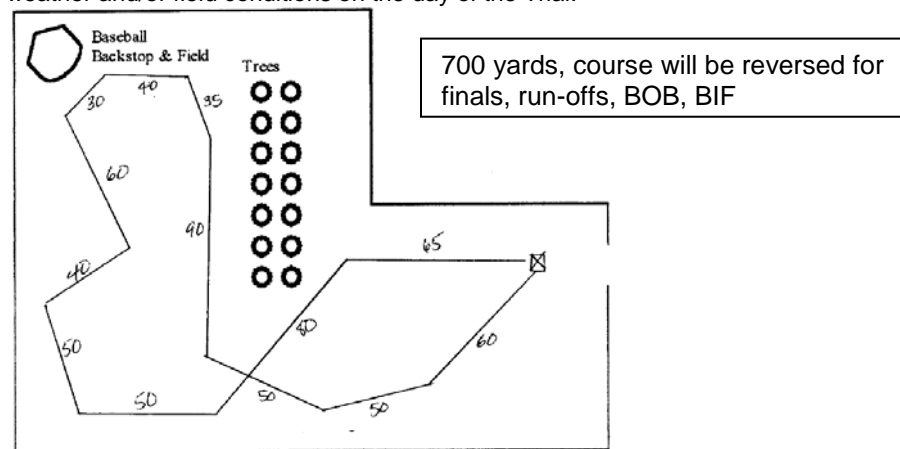 weather and/or field conditions on the day of the Trial.
Baseball
Backstop & Field
Trees
700 yards, course will be reversed for
finals, run-offs, BOB, BIF
30
40
35
60
90
40
65
50
80
60
50
50
50